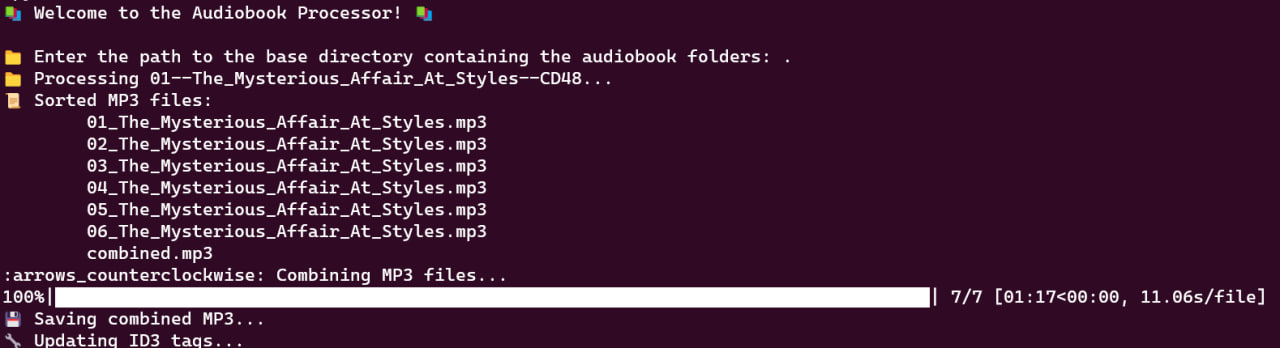 📚 Welcome to the Audiobook Processor! 📚
📁 Enter the path to the base directory containing the audiobook folders: .
📁 Processing 01--The_Mysterious_Affair_At_Styles--CD48...
📜 Sorted MP3 files:
01_The_Mysterious_Affair_At_Styles.mp3
02_The_Mysterious_Affair_At_Styles.mp3
03_The_Mysterious_Affair_At_Styles.mp3
04_The_Mysterious_Affair_At_Styles.mp3
05_The_Mysterious_Affair_At_Styles.mp3
06_The_Mysterious_Affair_At_Styles.mp3
combined.mp3
:arrows_counterclockwise: Combining MP3 files...
100%| | 7/7 [01:17<00:00, 11.06s/file]
💾 Saving combined MP3...
🔧 Updating ID3 tags...